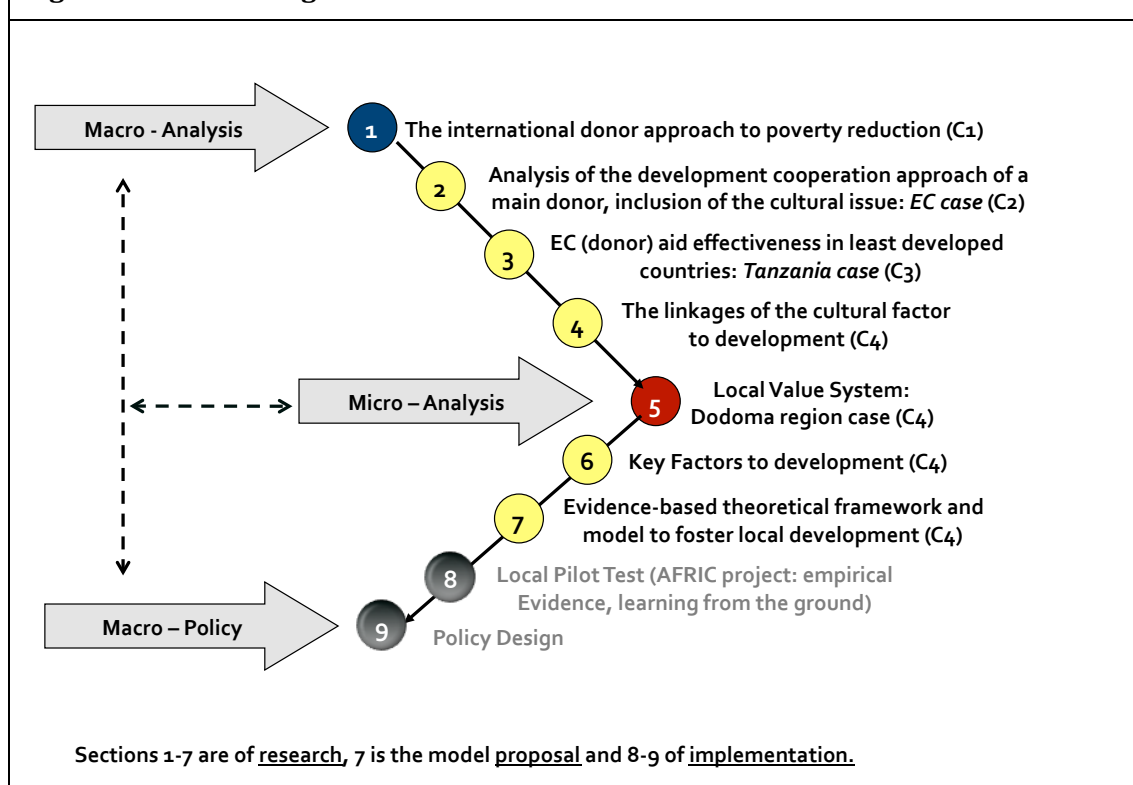 Macro - Analysis
1
The international donor approach to poverty reduction (C1)
2
Analysis of the development cooperation approach of a
main donor, inclusion of the cultural issue: EC case (C2)
3
EC (donor) aid effectiveness in least developed
countries: Tanzania case (C3)
4
The linkages of the cultural factor
to development (C4)
Micro – Analysis
5
Local Value System:
Dodoma region case (C4)
6
Key Factors to development (C4)
7
Evidence-based theoretical framework and
model to foster local development (C4)
8
Local Pilot Test (AFRIC project: empirical
Evidence, learning from the ground)
Macro – Policy
9
Policy Design
Sections 1-7 are of research, 7 is the model proposal and 8-9 of implementation.